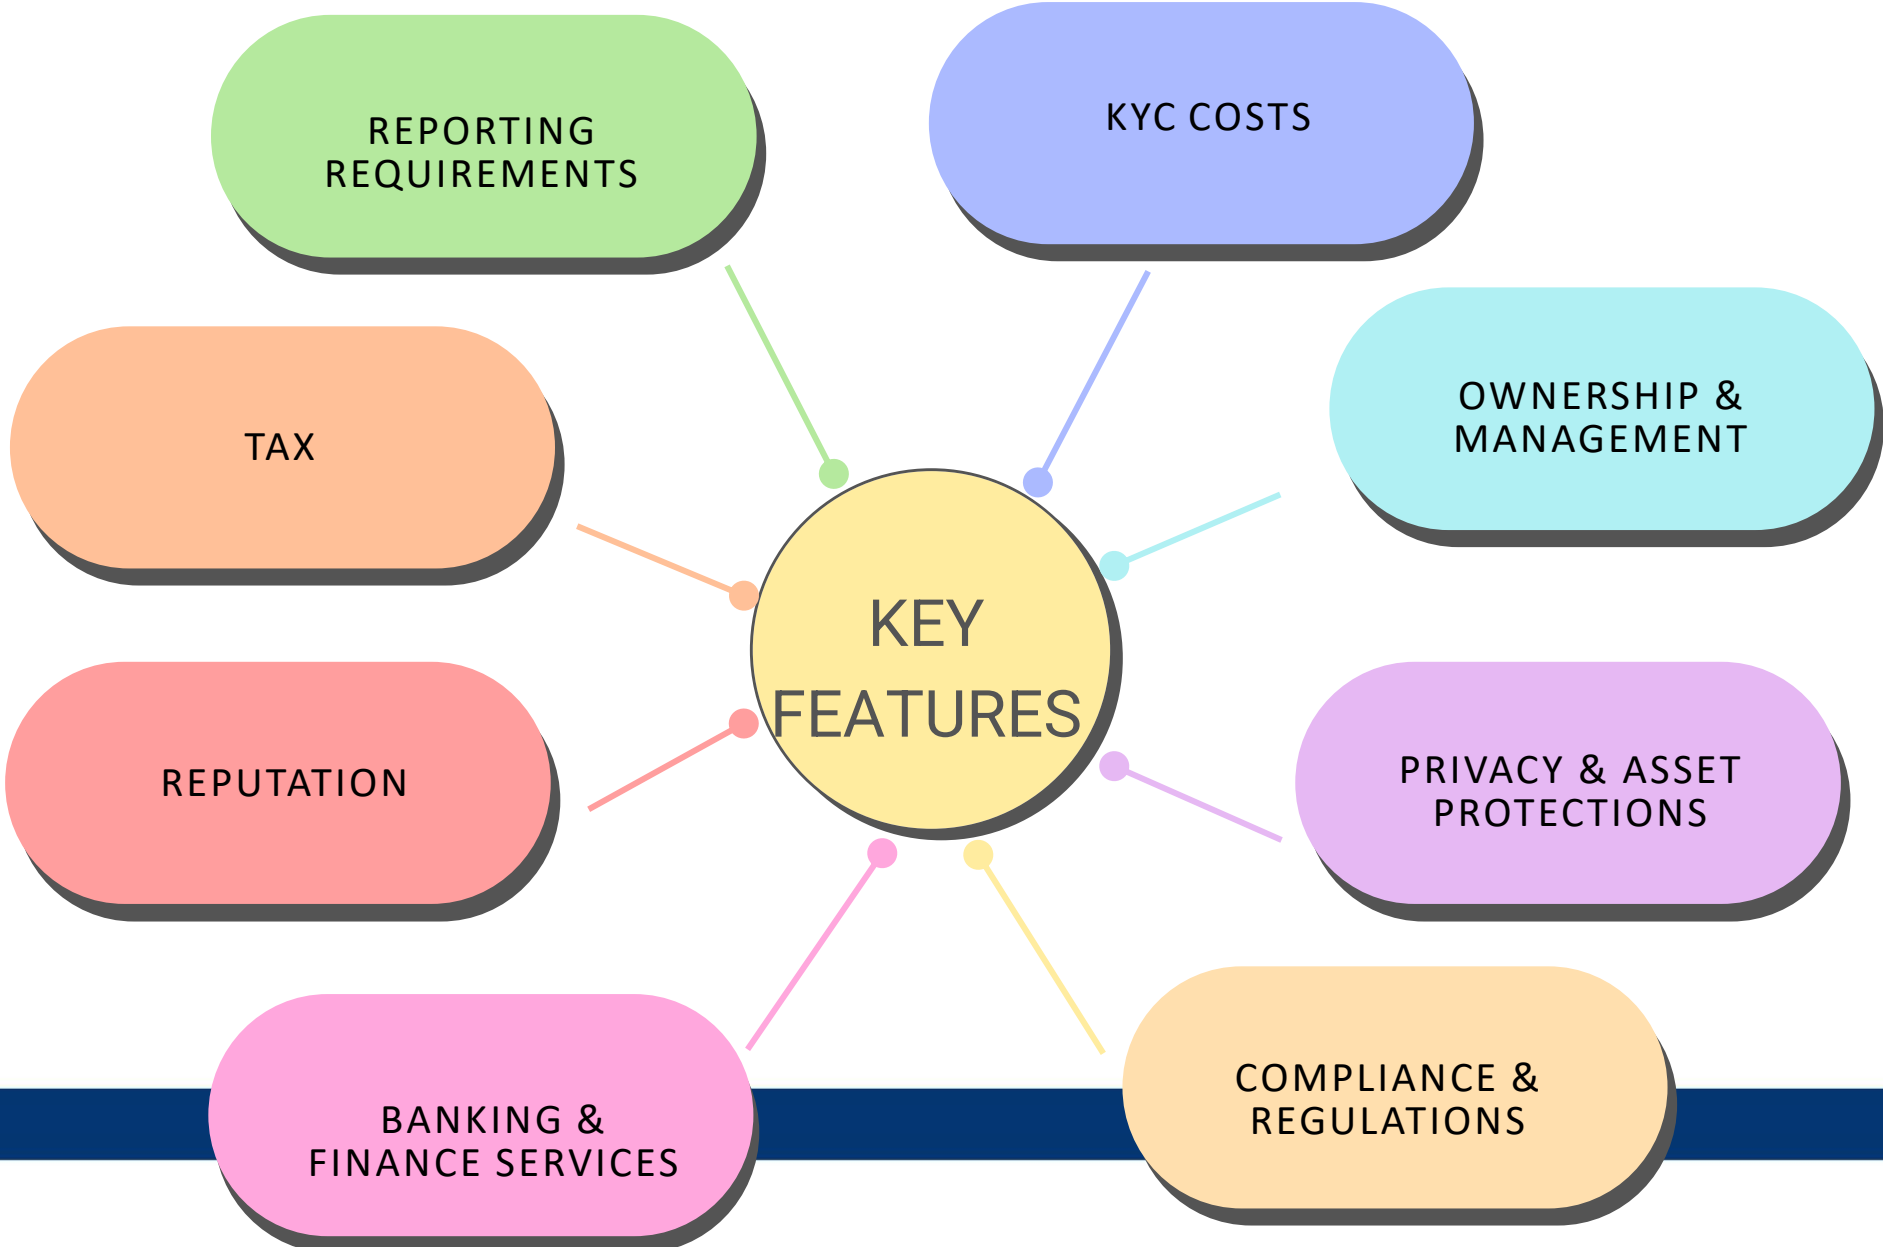 REPORTING
REQUIREMENTS
KYC COSTS
OWNERSHIP &
MANAGEMENT
TAX
KEY
FEATURES
REPUTATION
PRIVACY & ASSET
PROTECTIONS
COMPLIANCE &
REGULATIONS
BANKING &
FINANCE SERVICES